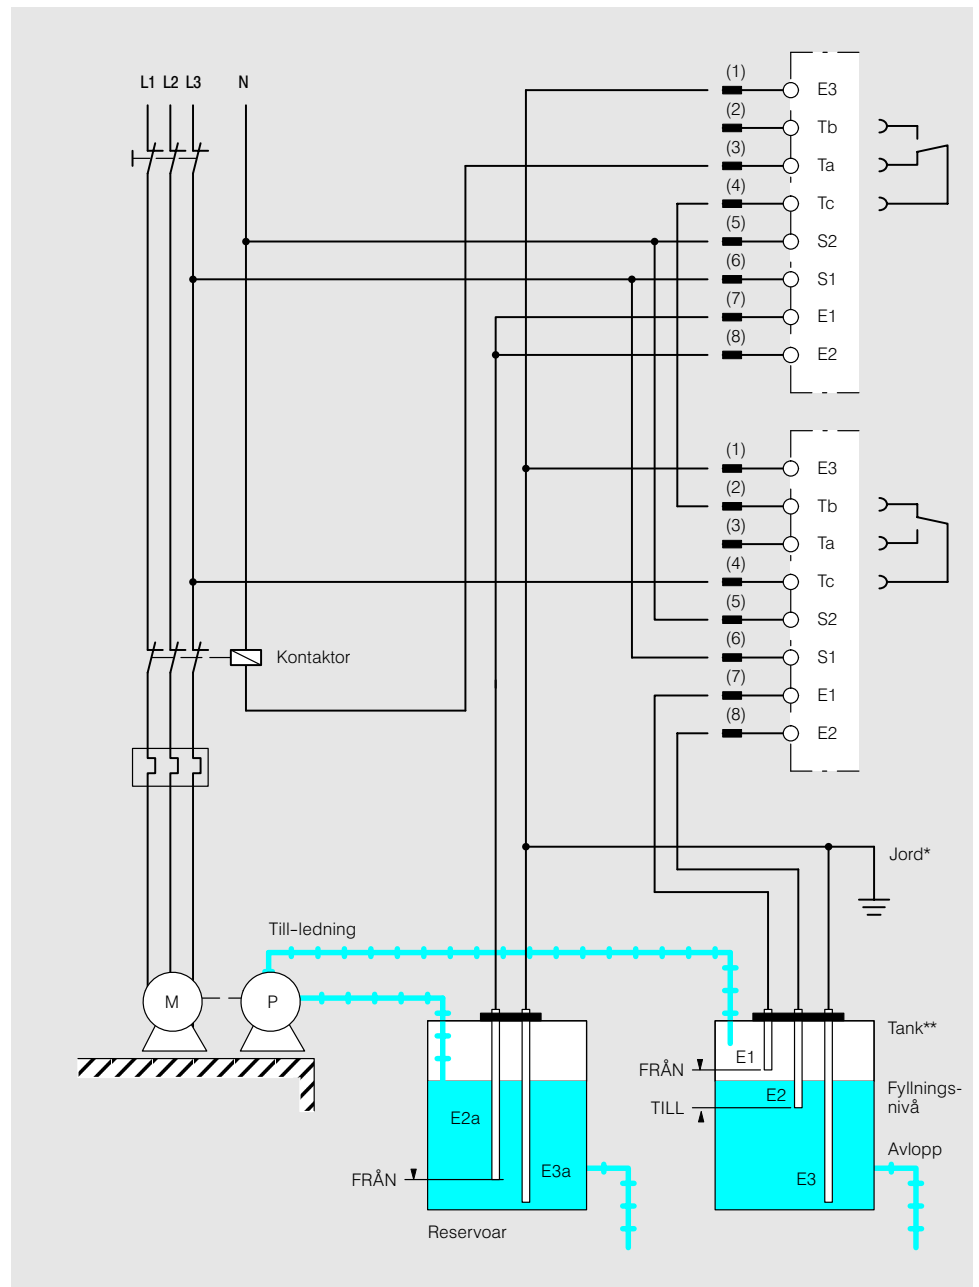 L1 L2 L3 N
(1) E3
(2) Tb
(3) Ta
(4) Tc
(5) S2
(6) S1
(7) E1
(8) E2
(1) E3
(2) Tb
(3) Ta
(4) Tc
(5) S2
(6) S1
(7) E1
(8) E2
Kontaktor
Jord*
Till-ledning
M P
Tank**
E1
FRÅN
E2
TILL
Fyllnings-
nivå
E2a
Avlopp
E3a
E3
FRÅN
Reservoar